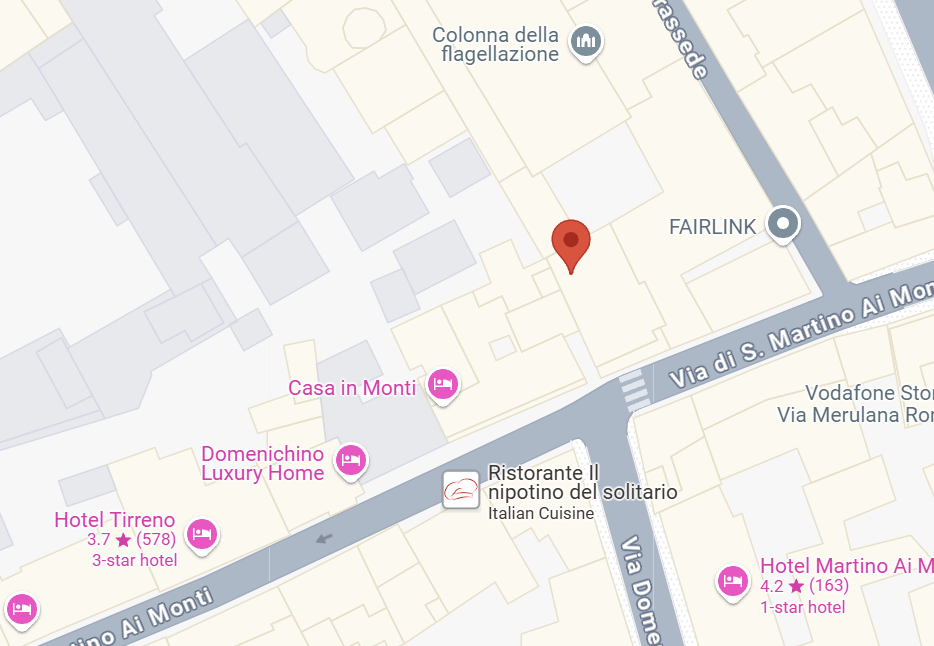 Colonna della
flagellazione
rassede
FAIRLINK
Via di S. Martino Ai Mon
Casa in Monti
Vodafone Stor
Via Merulana Ron
Domenichino
Luxury Home
Ristorante Il
nipotino del solitario
Italian Cuisine
Hotel Tirreno
3.7 ★ (578)
3-star hotel
Via Dome
Hotel Martino Ai M
4.2 ★ (163)
1-star hotel
tino Ai Monti